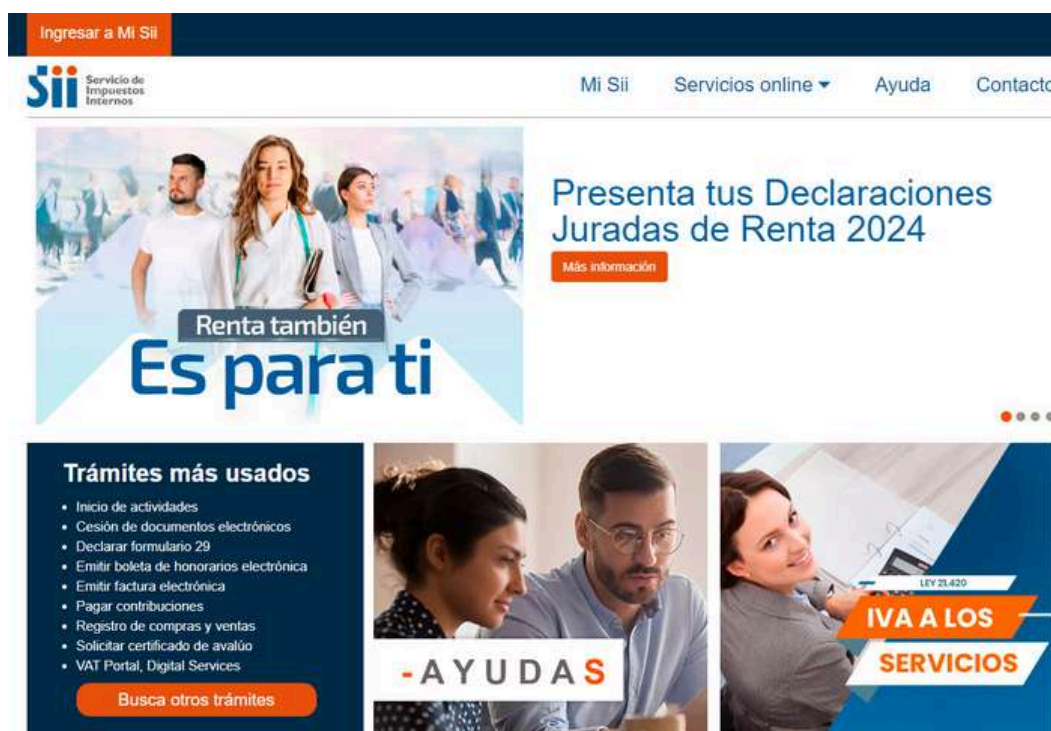 Ingresar a Mi Sii
Sii Servicio de
Impuestos
Internos
Mi Sii Servicios online Ayuda Contacto
Presenta tus Declaraciones
Juradas de Renta 2024
Más información
Renta también
Es para ti
Trámites más usados
Inicio de actividades
Cesión de documentos electrónicos
Declarar formulario 29
Emitir boleta de honorarios electrónica
Emitir factura electrónica
Pagar contribuciones
Registro de compras y ventas
Solicitar certificado de avalúo
VAT Portal, Digital Services
Busca otros trámites
-AYUDAS
LEY 21.420
IVA A LOS
SERVICIOS